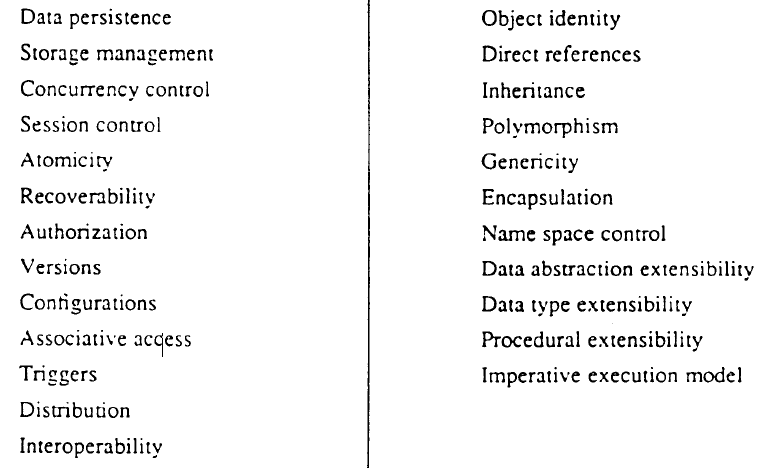 Data persistence
Storage management
Concurrency control
Session control
Atomicity
Recoverability
Authorization
Versions
Configurations
Associative access
Triggers
Distribution
Interoperability
Object identity
Direct references
Inheritance
Polymorphism
Genericity
Encapsulation
Name space control
Data abstraction extensibility
Data type extensibility
Procedural extensibility
Imperative execution model